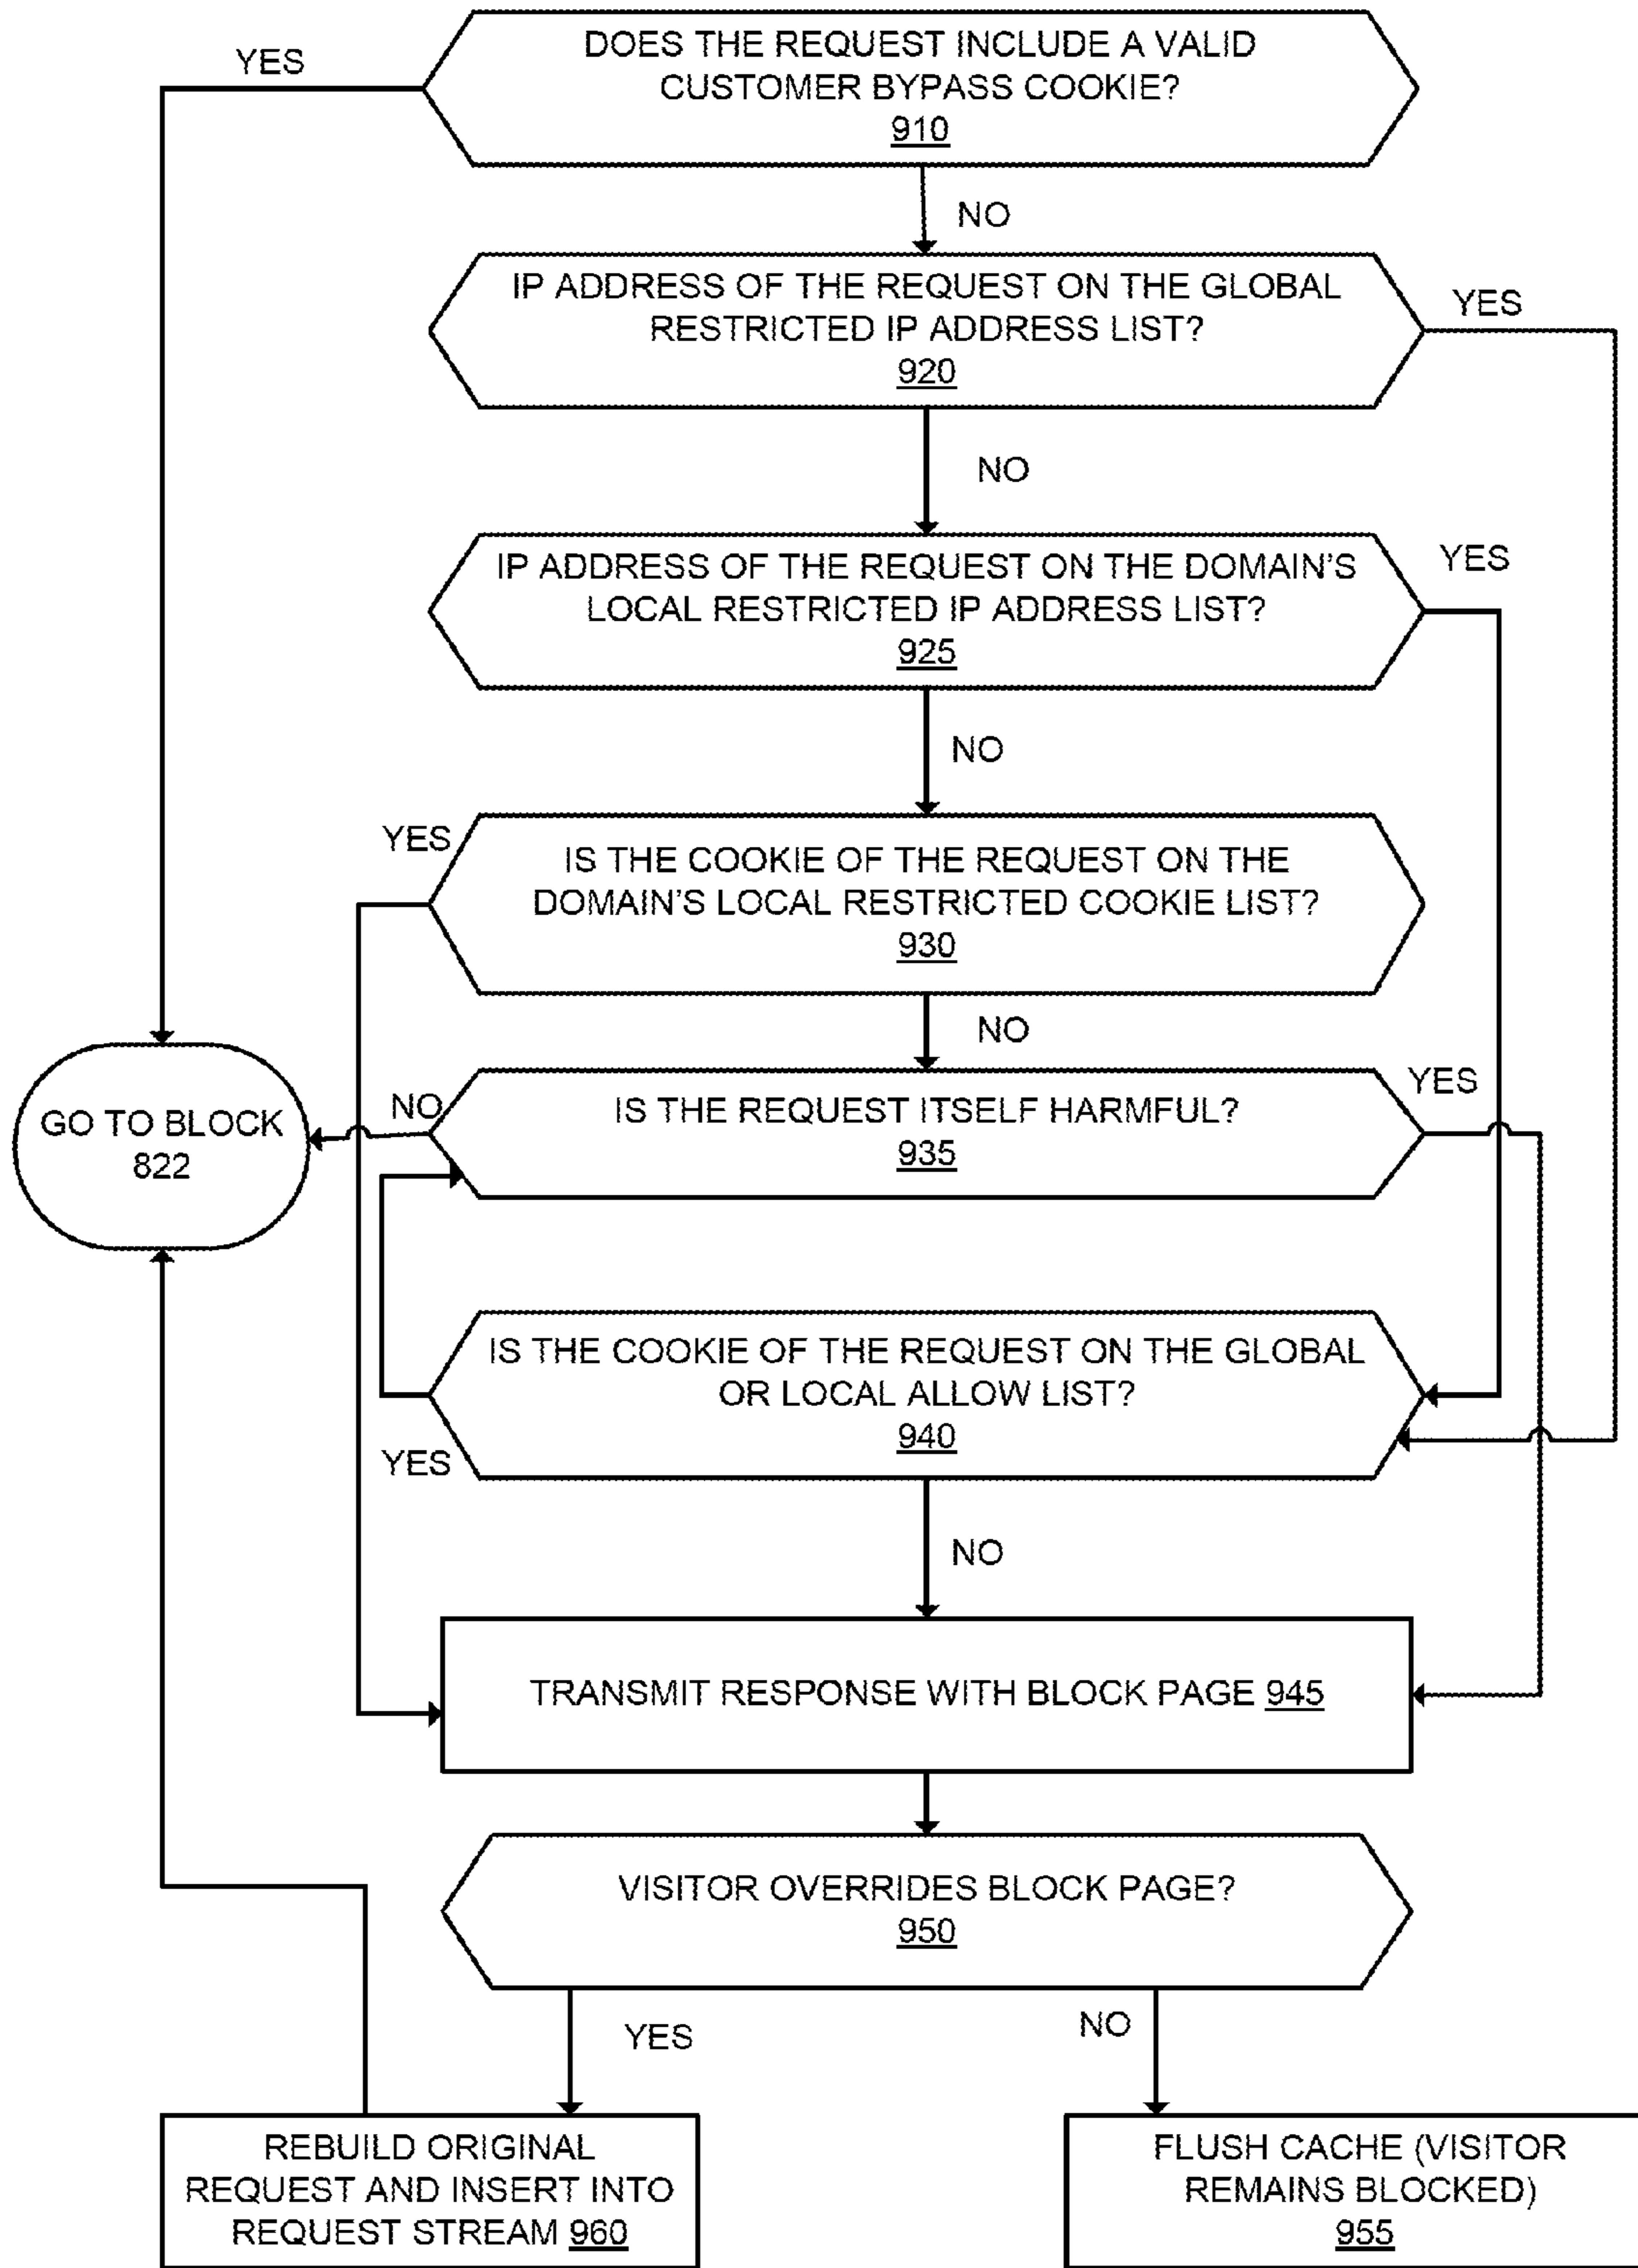 YES
DOES THE REQUEST INCLUDE A VALID
CUSTOMER BYPASS COOKIE?
910
NO
IP ADDRESS OF THE REQUEST ON THE GLOBAL
RESTRICTED IP ADDRESS LIST?
920
YES
NO
IP ADDRESS OF THE REQUEST ON THE DOMAIN'S
LOCAL RESTRICTED IP ADDRESS LIST?
925
YES
NO
YES
IS THE COOKIE OF THE REQUEST ON THE
DOMAIN'S LOCAL RESTRICTED COOKIE LIST?
930
NO
GO TO BLOCK
822
NO
IS THE REQUEST ITSELF HARMFUL?
935
YES
IS THE COOKIE OF THE REQUEST ON THE GLOBAL
OR LOCAL ALLOW LIST?
940
YES
NO
TRANSMIT RESPONSE WITH BLOCK PAGE 945
VISITOR OVERRIDES BLOCK PAGE?
950
YES
NO
REBUILD ORIGINAL
REQUEST AND INSERT INTO
REQUEST STREAM 960
FLUSH CACHE (VISITOR
REMAINS BLOCKED)
955